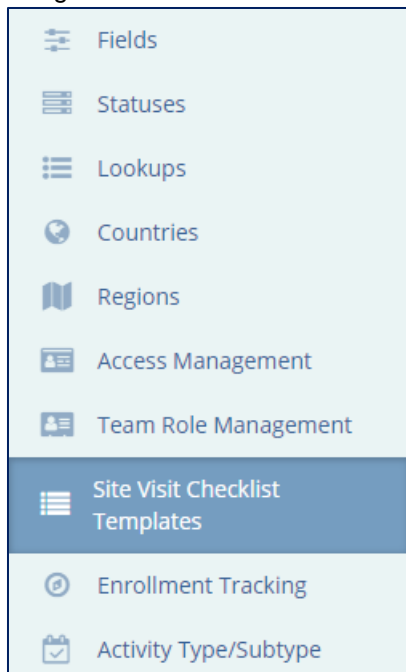 Fields
Statuses
Lookups
Countries
Regions
Access Management
Team Role Management
Site Visit Checklist
Templates
Enrollment Tracking
Activity Type/Subtype